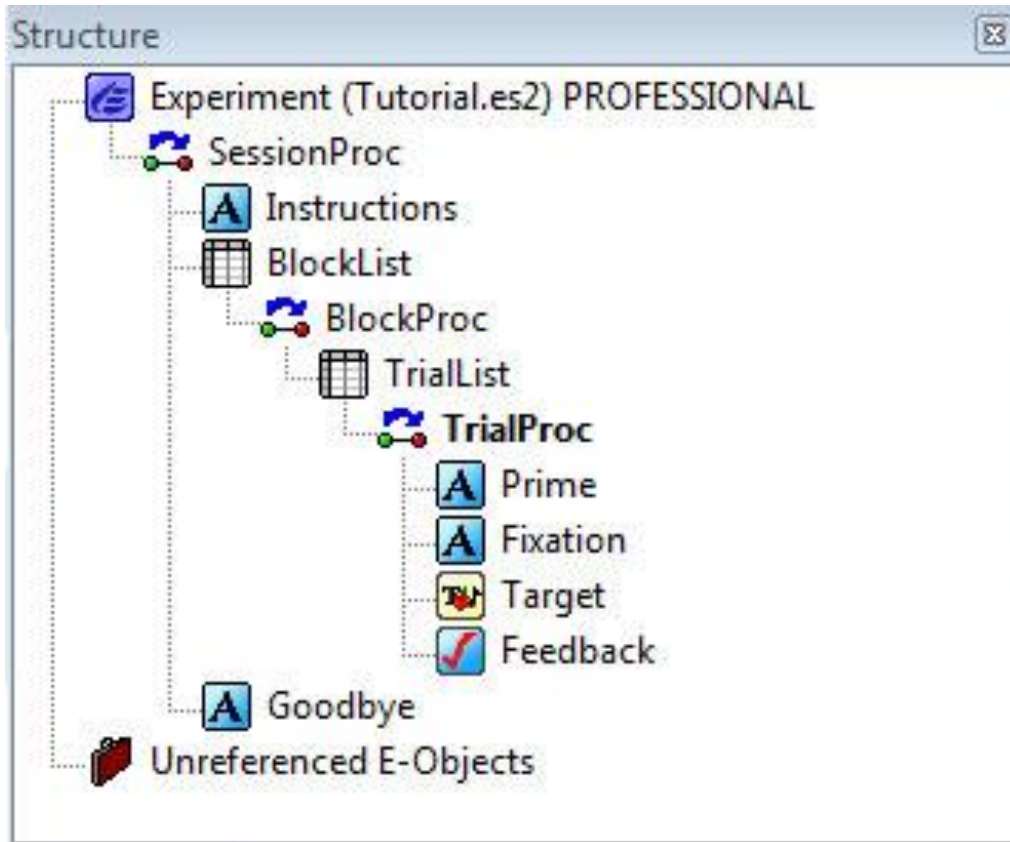 Structure
Experiment (Tutorial.es2) PROFESSIONAL
SessionProc
Instructions
BlockList
BlockProc
TrialList
TrialProc
Prime
Fixation
Target
Feedback
Goodbye
Unreferenced E-Objects